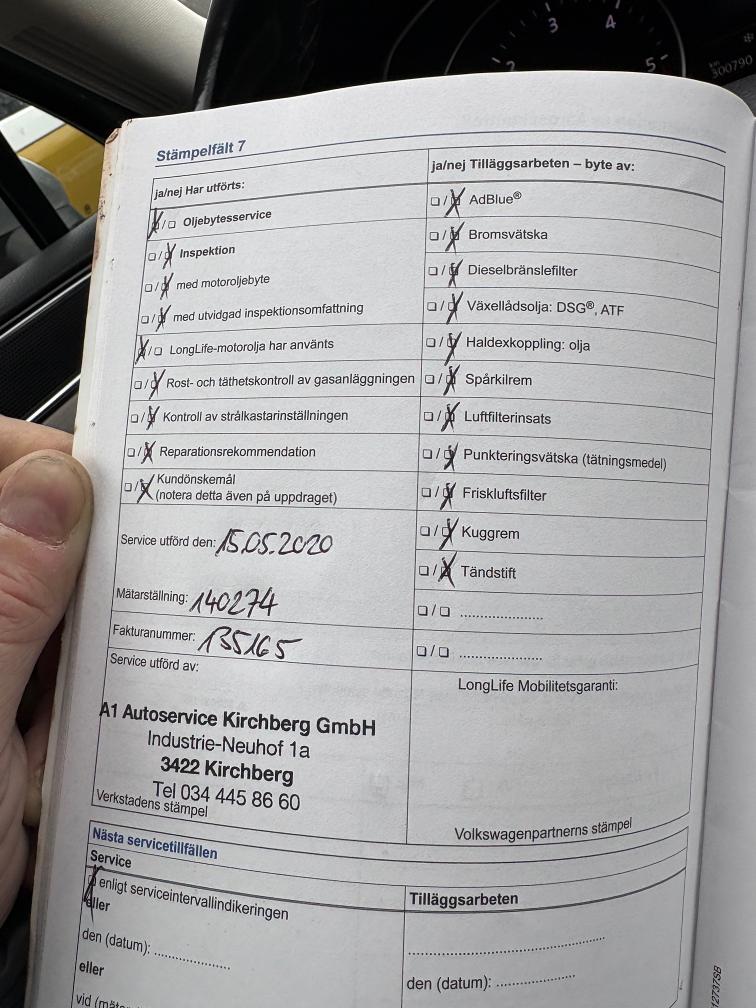 3
4
2
5
km
300790
Stämpelfält 7
ja/nej Har utförts:
☒/☐ Oljebytesservice
☐/☒ Inspektion
☐/☒ med motoroljebyte
☐/☒ med utvidgad inspektionsomfattning
☒/☐ LongLife-motorolja har använts
☐/☒ Rost- och täthetskontroll av gasanläggningen
☐/☒ Kontroll av strålkastarinställningen
☐/☒ Reparationsrekommendation
☐/☒ Kundönskemål
(notera detta även på uppdraget)
Service utförd den: 15.05.2020
Mätarställning: 140274
Fakturanummer: 135165
Service utförd av:
A1 Autoservice Kirchberg GmbH
Industrie-Neuhof 1a
3422 Kirchberg
Tel 034 445 86 60
Verkstadens stämpel
ja/nej Tilläggsarbeten – byte av:
☐/☒ AdBlue®
☐/☒ Bromsvätska
☐/☒ Dieselbränslefilter
☐/☒ Växellådsolja: DSG®, ATF
☐/☒ Haldexkoppling: olja
☐/☒ Spårkilrem
☐/☒ Luftfilterinsats
☐/☒ Punkteringsvätska (tätningsmedel)
☐/☒ Friskluftsfilter
☐/☒ Kuggrem
☐/☒ Tändstift
☐/☐ ......................
☐/☐ ......................
LongLife Mobilitetsgaranti:
Volkswagenpartnerns stämpel
Nästa servicetillfällen
Service
☒ enligt serviceintervallindikeringen
eller
den (datum): ....................
eller
Tilläggsarbeten
..................................................
den (datum): ....................